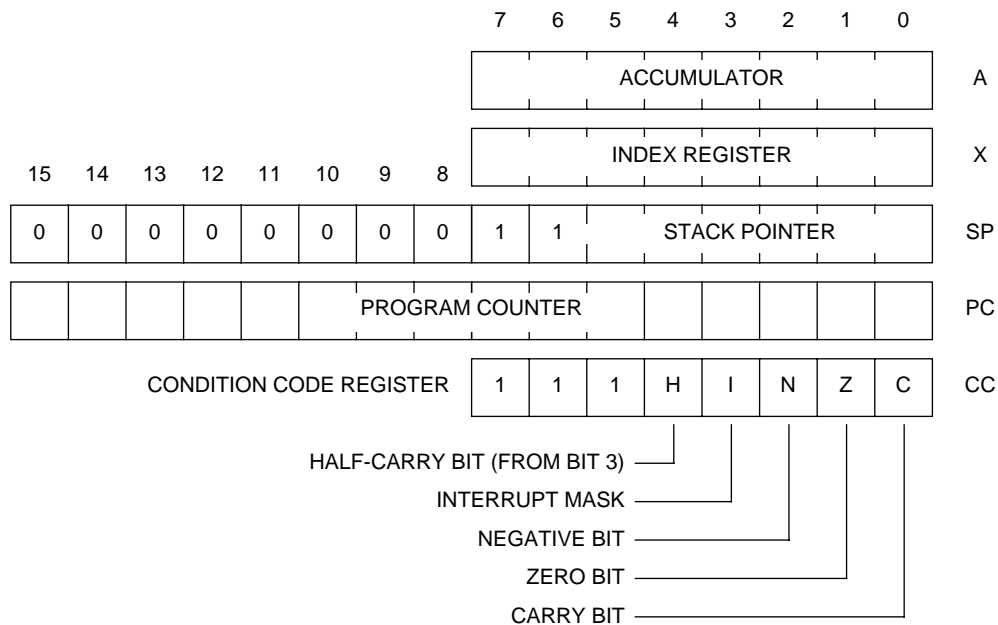 7 6 5 4 3 2 1 0
ACCUMULATOR A
INDEX REGISTER X
15 14 13 12 11 10 9 8
0 0 0 0 0 0 0 0 1 1 STACK POINTER SP
PROGRAM COUNTER PC
CONDITION CODE REGISTER 1 1 1 H I N Z C CC
HALF-CARRY BIT (FROM BIT 3)
INTERRUPT MASK
NEGATIVE BIT
ZERO BIT
CARRY BIT